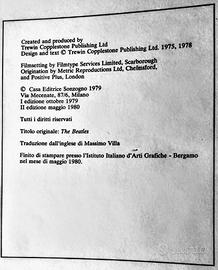 Created and produced by
Trewin Copplestone Publishing Ltd
Design and text © Trewin Copplestone Publishing Ltd. 1975, 1978
Filmsetting by Filmtype Services Limited, Scarborough
Origination by Metric Reproductions Ltd, Chelmsford,
and Positive Plus, London
© Casa Editrice Sonzogno 1979
Via Mecenate, 87/6, Milano
I edizione ottobre 1979
II edizione maggio 1980
Tutti i diritti riservati
Titolo originale: The Beatles
Traduzione dall'inglese di Massimo Villa
Finito di stampare presso l'Istituto Italiano d'Arti Grafiche - Bergamo
nel mese di maggio 1980.